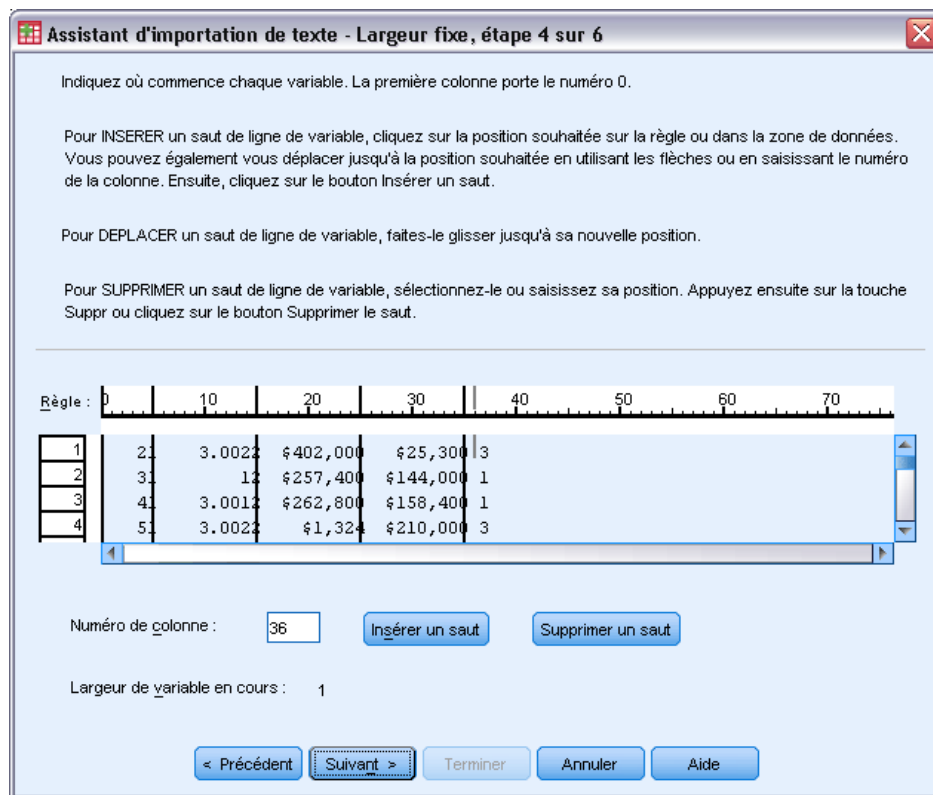 Assistant d'importation de texte - Largeur fixe, étape 4 sur 6
Indiquez où commence chaque variable. La première colonne porte le numéro 0.
Pour INSERER un saut de ligne de variable, cliquez sur la position souhaitée sur la règle ou dans la zone de données.
Vous pouvez également vous déplacer jusqu'à la position souhaitée en utilisant les flèches ou en saisissant le numéro
de la colonne. Ensuite, cliquez sur le bouton Insérer un saut.
Pour DEPLACER un saut de ligne de variable, faites-le glisser jusqu'à sa nouvelle position.
Pour SUPPRIMER un saut de ligne de variable, sélectionnez-le ou saisissez sa position. Appuyez ensuite sur la touche
Suppr ou cliquez sur le bouton Supprimer le saut.
Règle : 0 10 20 30 40 50 60 70
1 21 3.0022 $402,000 $25,300 3
2 31 12 $257,400 $144,000 1
3 41 3.0012 $262,800 $158,400 1
4 51 3.0022 $1,324 $210,000 3
Numéro de colonne : 36 Insérer un saut Supprimer un saut
Largeur de variable en cours : 1
< Précédent Suivant > Terminer Annuler Aide